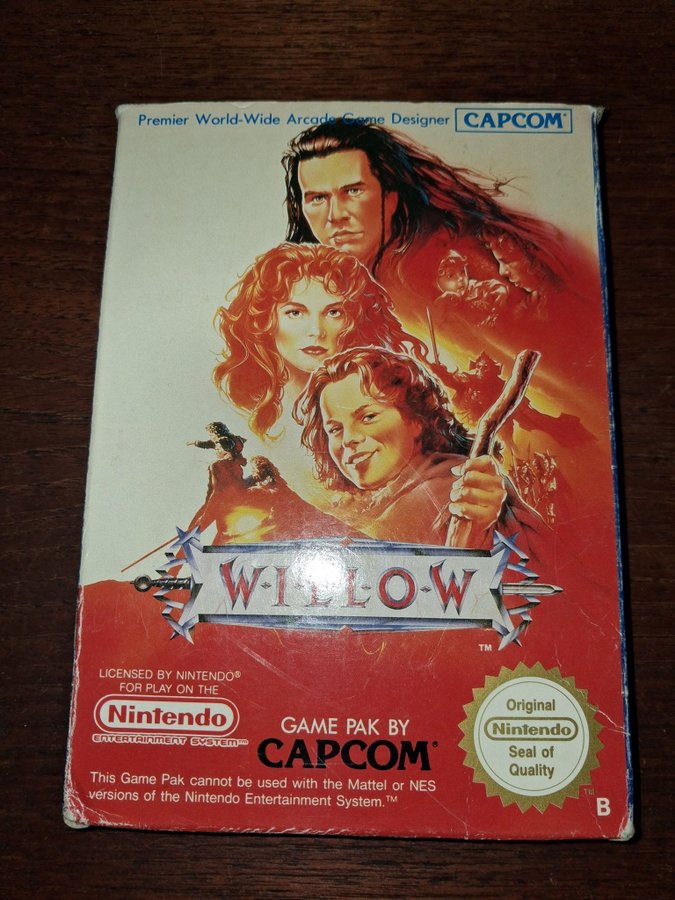 Premier World-Wide Arcade Game Designer CAPCOM®
W·I·L·L·O·W
TM
LICENSED BY NINTENDO®
FOR PLAY ON THE
Nintendo
ENTERTAINMENT SYSTEM™
GAME PAK BY
CAPCOM®
This Game Pak cannot be used with the Mattel or NES
versions of the Nintendo Entertainment System.™
Original
Nintendo
Seal of
Quality
TM
B